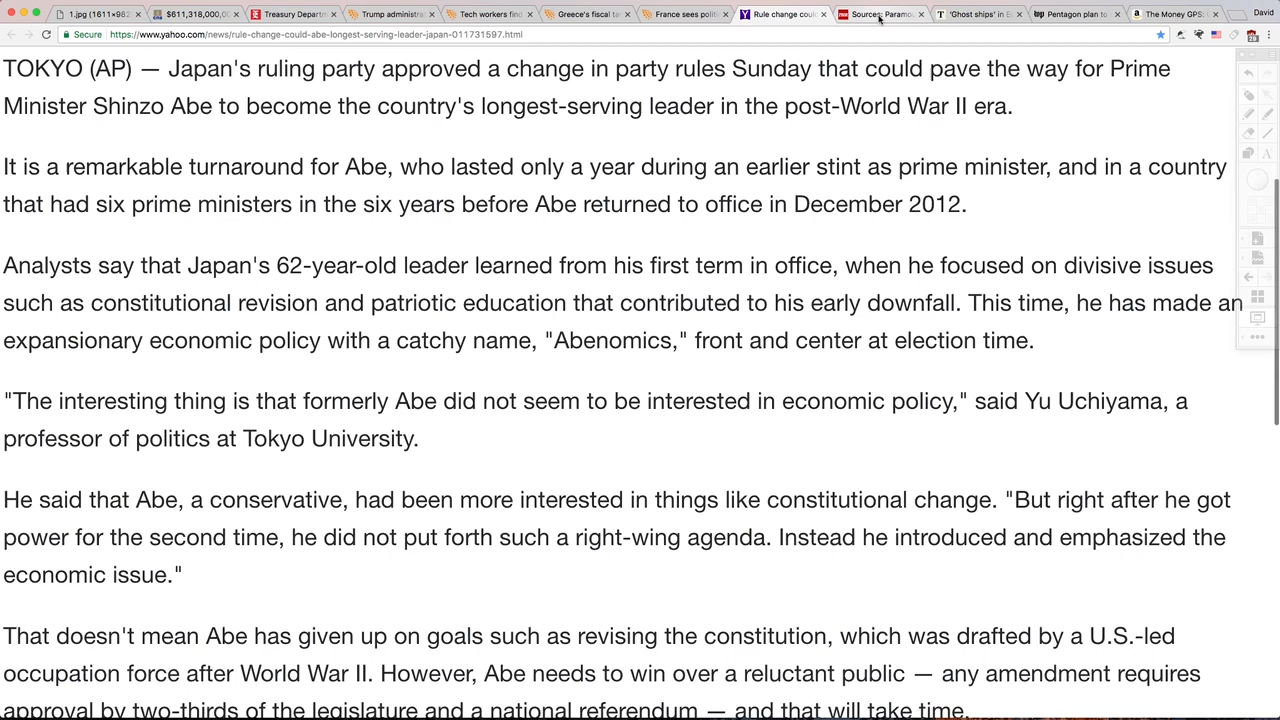 1.jpg (1611×982
$611,318,000,0
Treasury Departm
Trump administra
Tech workers find
Greece's fiscal ta
France sees politi
Rule change could
Sources: Paramo
'Ghost ships' in E
Pentagon plan to
The Money GPS:
David
Secure
https://www.yahoo.com/news/rule-change-could-abe-longest-serving-leader-japan-011731597.html
TOKYO (AP) — Japan's ruling party approved a change in party rules Sunday that could pave the way for Prime
Minister Shinzo Abe to become the country's longest-serving leader in the post-World War II era.
It is a remarkable turnaround for Abe, who lasted only a year during an earlier stint as prime minister, and in a country
that had six prime ministers in the six years before Abe returned to office in December 2012.
Analysts say that Japan's 62-year-old leader learned from his first term in office, when he focused on divisive issues
such as constitutional revision and patriotic education that contributed to his early downfall. This time, he has made an
expansionary economic policy with a catchy name, "Abenomics," front and center at election time.
"The interesting thing is that formerly Abe did not seem to be interested in economic policy," said Yu Uchiyama, a
professor of politics at Tokyo University.
He said that Abe, a conservative, had been more interested in things like constitutional change. "But right after he got
power for the second time, he did not put forth such a right-wing agenda. Instead he introduced and emphasized the
economic issue."
That doesn't mean Abe has given up on goals such as revising the constitution, which was drafted by a U.S.-led
occupation force after World War II. However, Abe needs to win over a reluctant public — any amendment requires
approval by two-thirds of the legislature and a national referendum — and that will take time.